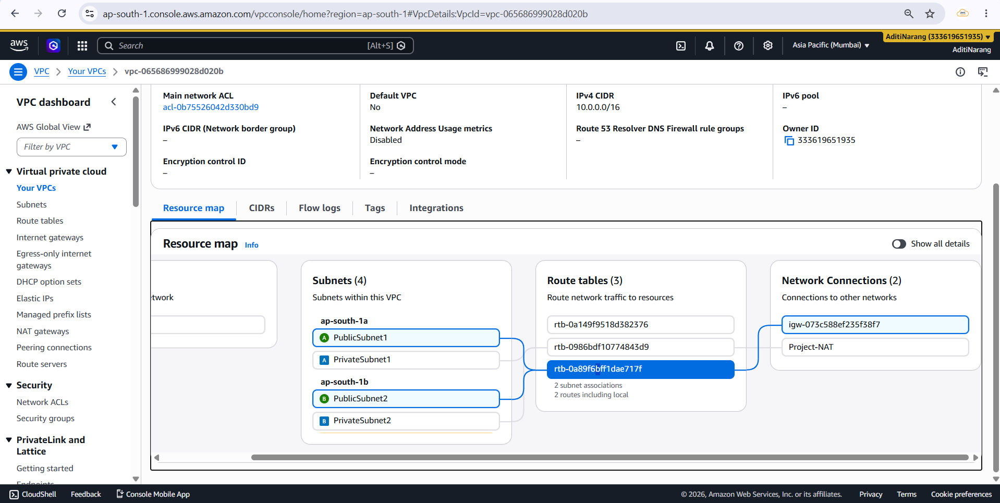 ap-south-1.console.aws.amazon.com/vpcconsole/home?region=ap-south-1#VpcDetails:VpcId=vpc-065686999028d020b
aws
Search
[Alt+S]
Asia Pacific (Mumbai)
AditiNarang (333619651935)
AditiNarang
VPC
Your VPCs
vpc-065686999028d020b
VPC dashboard
AWS Global View
Filter by VPC
Virtual private cloud
Your VPCs
Subnets
Route tables
Internet gateways
Egress-only internet
gateways
DHCP option sets
Elastic IPs
Managed prefix lists
NAT gateways
Peering connections
Route servers
Security
Network ACLs
Security groups
PrivateLink and
Lattice
Getting started
Endpoints
Main network ACL
acl-0b75526042d330bd9
Default VPC
No
IPv4 CIDR
10.0.0.0/16
IPv6 pool
–
IPv6 CIDR (Network border group)
–
Network Address Usage metrics
Disabled
Route 53 Resolver DNS Firewall rule groups
–
Owner ID
333619651935
Encryption control ID
–
Encryption control mode
–
Resource map
CIDRs
Flow logs
Tags
Integrations
Resource map Info
Show all details
twork
Subnets (4)
Subnets within this VPC
ap-south-1a
A PublicSubnet1
A PrivateSubnet1
ap-south-1b
B PublicSubnet2
B PrivateSubnet2
Route tables (3)
Route network traffic to resources
rtb-0a149f9518d382376
rtb-0986bdf10774843d9
rtb-0a89f6bff1dae717f
2 subnet associations
2 routes including local
Network Connections (2)
Connections to other networks
igw-073c588ef235f38f7
Project-NAT
CloudShell
Feedback
Console Mobile App
© 2026, Amazon Web Services, Inc. or its affiliates.
Privacy
Terms
Cookie preferences